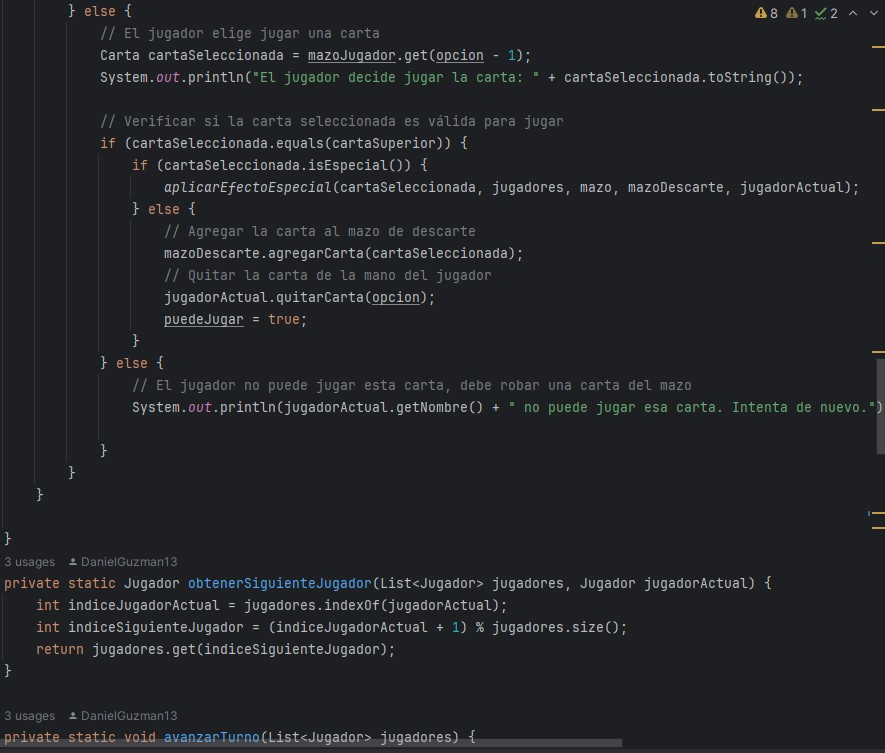 } else {
8 1 2
// El jugador elige jugar una carta
Carta cartaSeleccionada = mazoJugador.get(opcion - 1);
System.out.println("El jugador decide jugar la carta: " + cartaSeleccionada.toString());
// Verificar si la carta seleccionada es válida para jugar
if (cartaSeleccionada.equals(cartaSuperior)) {
if (cartaSeleccionada.isEspecial()) {
aplicarEfectoEspecial(cartaSeleccionada, jugadores, mazo, mazoDescarte, jugadorActual);
} else {
// Agregar la carta al mazo de descarte
mazoDescarte.agregarCarta(cartaSeleccionada);
// Quitar la carta de la mano del jugador
jugadorActual.quitarCarta(opcion);
puedeJugar = true;
}
} else {
// El jugador no puede jugar esta carta, debe robar una carta del mazo
System.out.println(jugadorActual.getNombre() + " no puede jugar esa carta. Intenta de nuevo.")
}
}
}
}
3 usages DanielGuzman13
private static Jugador obtenerSiguienteJugador(List<Jugador> jugadores, Jugador jugadorActual) {
int indiceJugadorActual = jugadores.indexOf(jugadorActual);
int indiceSiguienteJugador = (indiceJugadorActual + 1) % jugadores.size();
return jugadores.get(indiceSiguienteJugador);
}
3 usages DanielGuzman13
private static void avanzarTurno(List<Jugador> jugadores) {